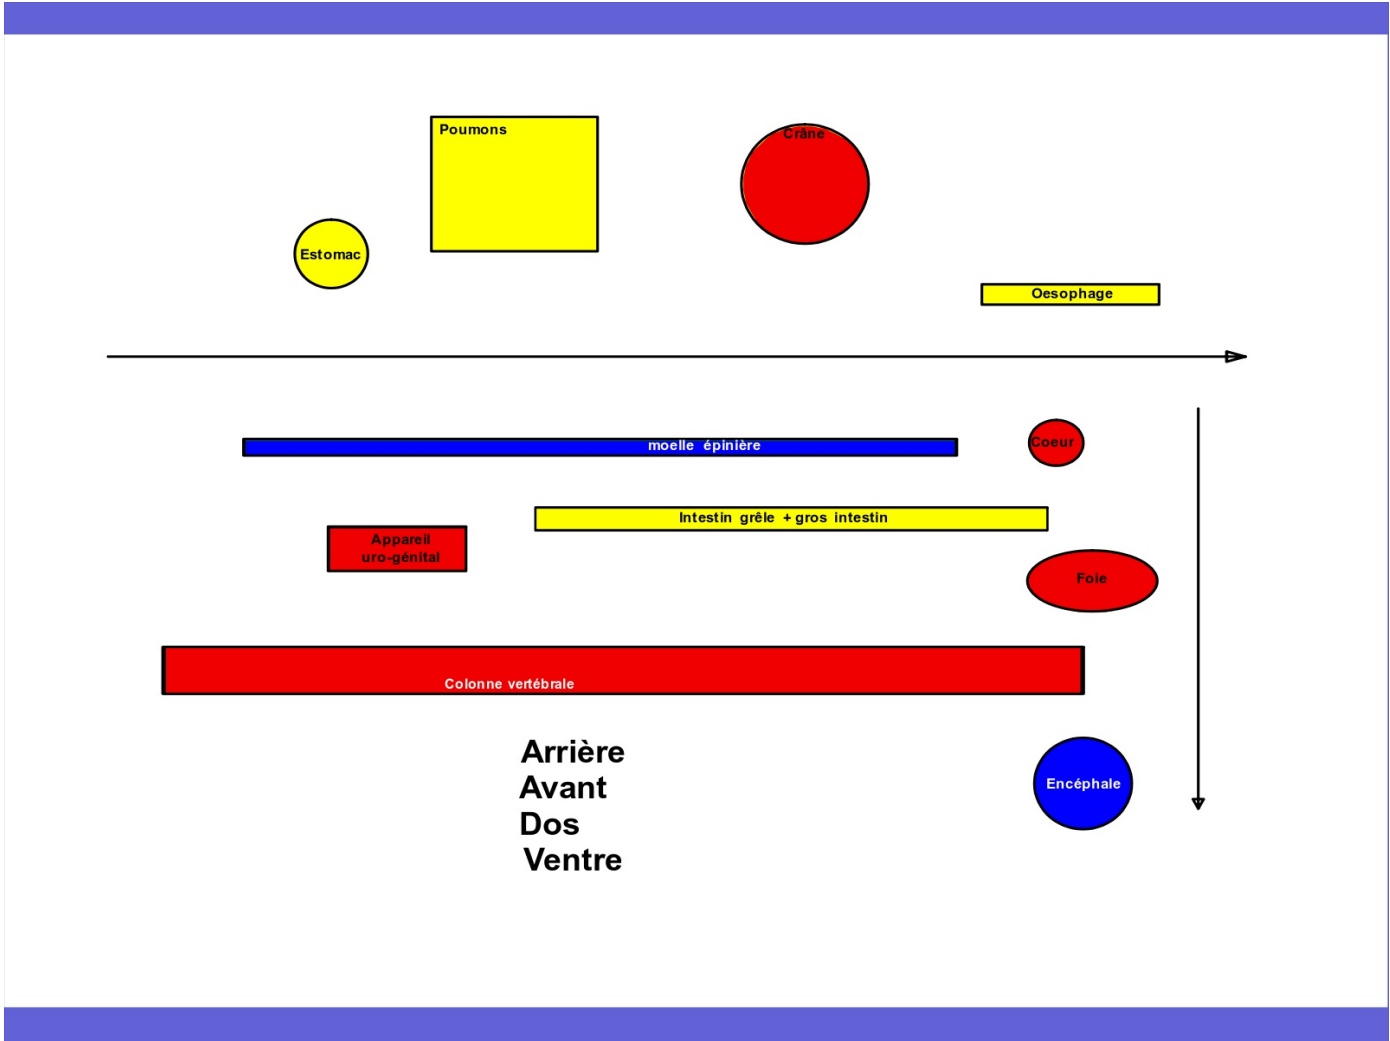 Poumons
Crâne
Estomac
Oesophage
moelle épinière
Coeur
Intestin grêle + gros intestin
Appareil
uro-génital
Foie
Colonne vertébrale
Arrière
Avant
Dos
Ventre
Encéphale